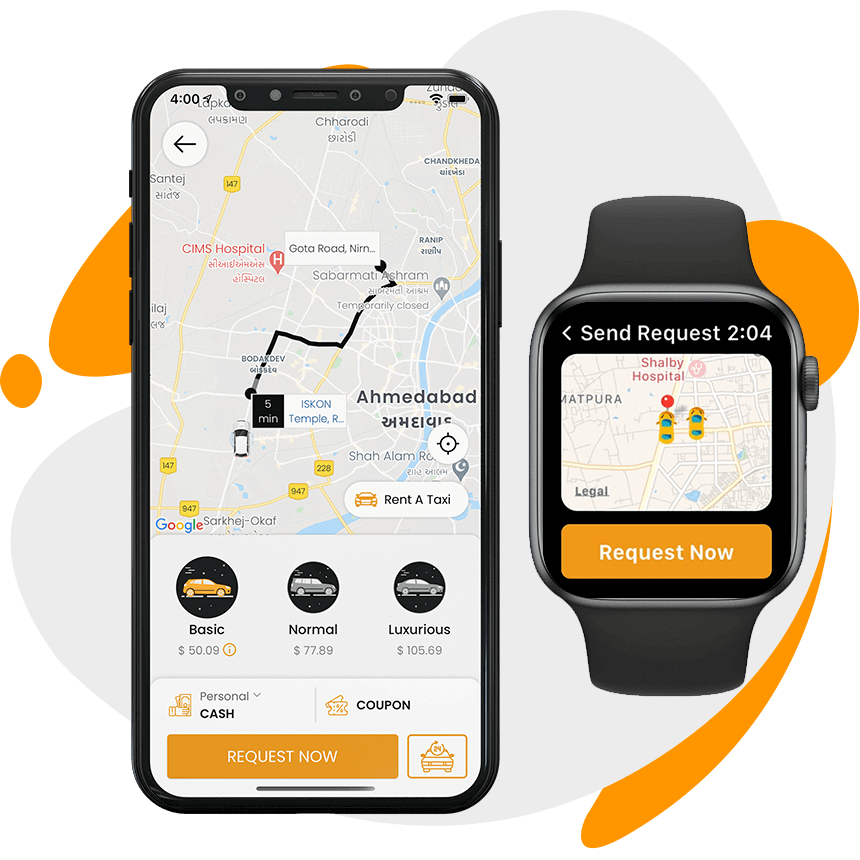 4:00
Lapka
લપકામણ
Chharodi
છારોડી
CHANDKHEDA
ચાંદખેડા
Santej
સાંતેજ
147
CIMS Hospital
સીઆઈએમએસ
હોસ્પિટલ
H
Gota Road, Nirn...
RANIP
રાણીપ
Sabarmati Ashram
સાબરમતી આશ્રમ
Temporarily closed
BODAKDEV
બોડકદેવ
5
min
ISKON
Temple, R...
Ahmedabad
અમદાવાદ
Shah Alam Ro
શાહ આલમ
147
228
947
947
Rent A Taxi
Google
Sarkhej-Okaf
Basic
Normal
Luxurious
$ 50.09
$ 77.89
$ 105.69
Personal
CASH
COUPON
REQUEST NOW
24
< Send Request 2:04
Shalby
Hospital
MATPURA
Legal
Request Now